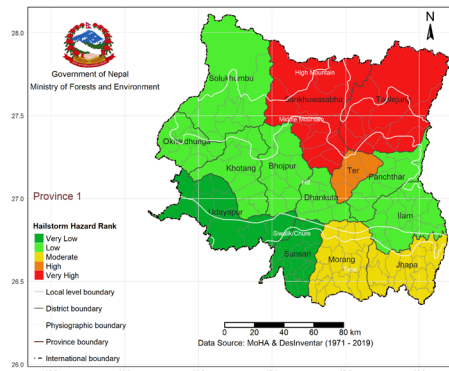 28.0
27.5
27.0
26.5
26.0
Government of Nepal
Ministry of Forests and Environment
N
Solukhumbu
High Mountain
Sankhuwasabha
Taplejung
Middle Mountain
Okhaldhunga
Khotang
Bhojpur
Ter
Panchthar
Dhankuta
Udayapur
Ilam
Siwalik/Chure
Sunsari
Morang
Jhapa
Province 1
Hailstorm Hazard Rank
Very Low
Low
Moderate
High
Very High
Local level boundary
District boundary
Physiographic boundary
Province boundary
International boundary
0 20 40 60 80 km
Data Source: MoHA & DesInventar (1971 - 2019)